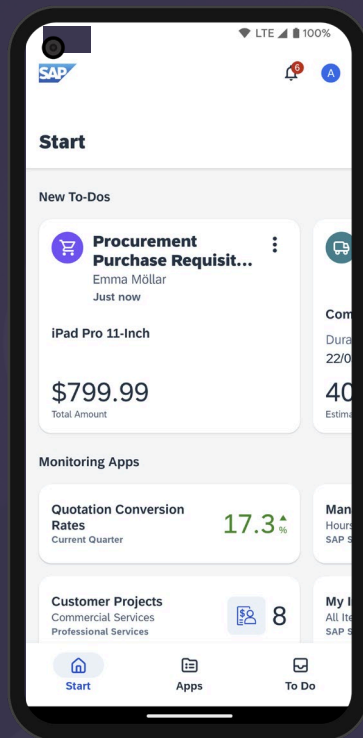 LTE 100%
SAP
6
A
Start
New To-Dos
Procurement
Purchase Requisit...
Emma Möllar
Just now
iPad Pro 11-Inch
$799.99
Total Amount
Com
Dura
22/0
40
Estima
Monitoring Apps
Quotation Conversion
Rates
Current Quarter
17.3
%
Man
Hours
SAP S
Customer Projects
Commercial Services
Professional Services
8
My I
All Ite
SAP S
Start
Apps
To Do